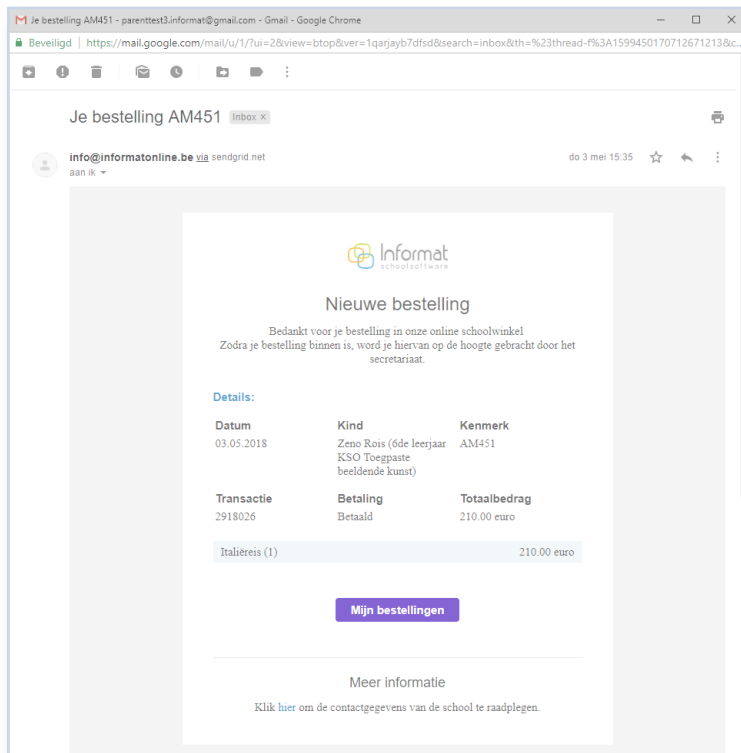 Je bestelling AM451 - parenttest3.informat@gmail.com - Gmail - Google Chrome
Beveiligd | https://mail.google.com/mail/u/1/?ui=2&view=btop&ver=1qarjayb7dfsd&search=inbox&th=%23thread-f%3A1599450170712671213&c...
Je bestelling AM451 Inbox ×
info@informatonline.be via sendgrid.net do 3 mei 15:35
aan ik
Informat
schoolsoftware
Nieuwe bestelling
Bedankt voor je bestelling in onze online schoolwinkel
Zodra je bestelling binnen is, word je hiervan op de hoogte gebracht door het
secretariaat.
Details:
Datum Kind Kenmerk
03.05.2018 Zeno Rois (6de leerjaar AM451
KSO Toegpaste
beeldende kunst)
Transactie Betaling Totaalbedrag
2918026 Betaald 210.00 euro
Italiëreis (1) 210.00 euro
Mijn bestellingen
Meer informatie
Klik hier om de contactgegevens van de school te raadplegen.